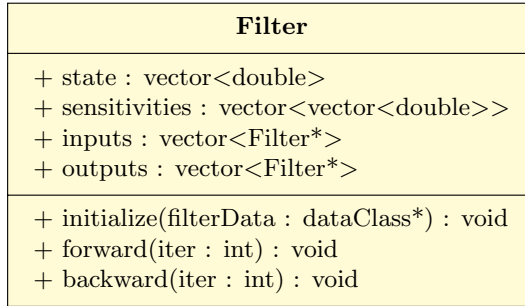 Filter
+ state : vector<double>
+ sensitivities : vector<vector<double>>
+ inputs : vector<Filter*>
+ outputs : vector<Filter*>
+ initialize(filterData : dataClass*) : void
+ forward(iter : int) : void
+ backward(iter : int) : void